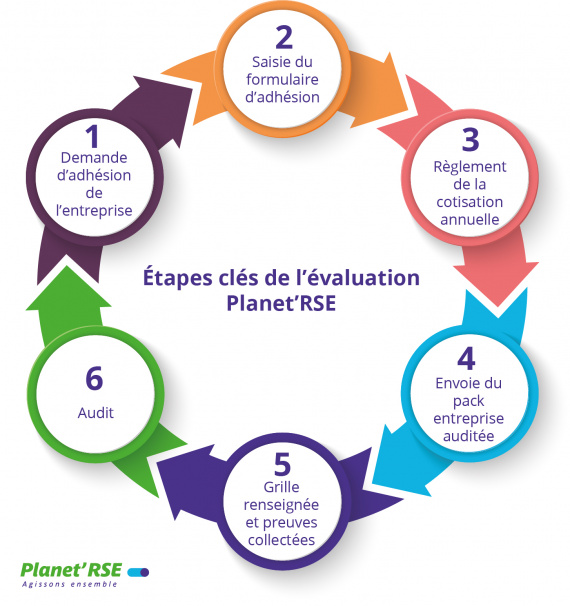 1
Demande
d’adhésion
de
l’entreprise
2
Saisie du
formulaire
d’adhésion
3
Règlement
de la
cotisation
annuelle
4
Envoie du
pack
entreprise
auditée
5
Grille
renseignée
et preuves
collectées
6
Audit
Étapes clés de l’évaluation
Planet’RSE
Planet’RSE
Agissons ensemble